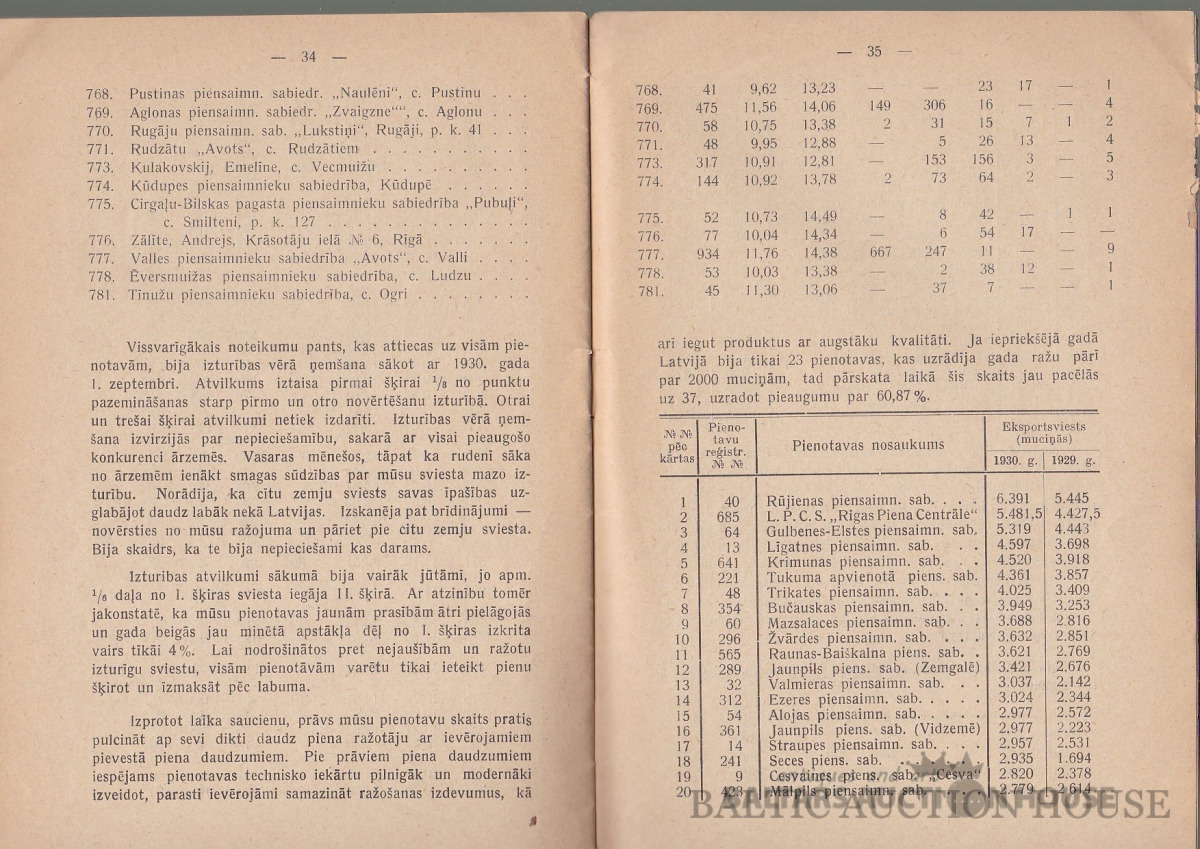 — 34 —
768. Pustinas piensaimn. sabiedr. „Naulēni“, c. Pustinu . . .
769. Aglonas piensaimn. sabiedr. „Zvaigzne““, c. Aglonu . . .
770. Rugāju piensaimn. sab. „Lukstiņi“, Rugāji, p. k. 41 . . .
771. Rudzātu „Avots“, c. Rudzātiem . . . . . . . . . . .
773. Kulakovskij, Emelīne, c. Vecmuižu . . . . . . . . . .
774. Kūdupes piensaimnieku sabiedrība, Kūdupē . . . . . .
775. Cirgaļu-Bilskas pagasta piensaimnieku sabiedrība „Pubuļi“,
c. Smilteni, p. k. 127 . . . . . . . . . . . . . .
776. Zālīte, Andrejs, Krāsotāju ielā № 6, Rīgā . . . . . . .
777. Valles piensaimnieku sabiedrība „Avots“, c. Valli . . . .
778. Ēversmuižas piensaimnieku sabiedrība, c. Ludzu . . . .
781. Tīnužu piensaimnieku sabiedrība, c. Ogri . . . . . . . .
Vissvarīgākais noteikumu pants, kas attiecas uz visām pie-
notavām, bija izturības vērā ņemšana sākot ar 1930. gada
1. zeptembri. Atvilkums iztaisa pirmai šķirai 1/8 no punktu
pazemināšanas starp pirmo un otro novērtēšanu izturībā. Otrai
un trešai šķirai atvilkumi netiek izdarīti. Izturības vērā ņem-
šana izvirzijās par nepieciešamību, sakarā ar visai pieaugošo
konkurenci ārzemēs. Vasaras mēnešos, tāpat ka rudenī sāka
no ārzemēm ienākt smagas sūdzības par mūsu sviesta mazo iz-
turību. Norādīja, ka citu zemju sviests savas īpašības uz-
glabājot daudz labāk nekā Latvijas. Izskanēja pat brīdinājumi —
novērsties no mūsu ražojuma un pāriet pie citu zemju sviesta.
Bija skaidrs, ka te bija nepieciešami kas darams.
Izturības atvilkumi sākumā bija vairāk jūtāmi, jo apm.
1/6 daļa no I. šķiras sviesta iegāja II. šķirā. Ar atzinību tomēr
jakonstatē, ka mūsu pienotavas jaunām prasībām ātri pielāgojās
un gada beigās jau minētā apstākļa dēļ no I. šķiras izkrita
vairs tīkāi 4%. Lai nodrošinātos pret nejaušībām un ražotu
izturīgu sviestu, visām pienotāvām varētu tikai ieteikt pienu
šķirot un izmaksāt pēc labuma.
Izprotot laika saucienu, prāvs mūsu pienotavu skaits pratis
pulcināt ap sevi dikti daudz piena ražotāju ar ievērojamiem
pievestā piena daudzumiem. Pie prāviem piena daudzumiem
iespējams pienotavas technisko iekārtu pilnigāk un modernāki
izveidot, parasti ievērojāmi samazināt ražošanas izdevumus, kā
— 35 —
768. 41 9,62 13,23 — — 23 17 — 1
769. 475 11,56 14,06 149 306 16 — — 4
770. 58 10,75 13,38 2 31 15 7 1 2
771. 48 9,95 12,88 — 5 26 13 — 4
773. 317 10,91 12,81 — 153 156 3 — 5
774. 144 10,92 13,78 2 73 64 2 — 3
775. 52 10,73 14,49 — 8 42 — 1 1
776. 77 10,04 14,34 — 6 54 17 — —
777. 934 11,76 14,38 667 247 11 — — 9
778. 53 10,03 13,38 — 2 38 12 — 1
781. 45 11,30 13,06 — 37 7 — — 1
arī iegut produktus ar augstāku kvalitāti. Ja iepriekšējā gadā
Latvijā bija tikai 23 pienotavas, kas uzrādīja gada ražu pāri
par 2000 muciņām, tad pārskata laikā šis skaits jau pacēlās
uz 37, uzradot pieaugumu par 60,87%.
№ № pēc kārtas Pieno-tavu reģistr. № № Pienotavas nosaukums Eksportsviests (muciņās)
1930. g. 1929. g.
1 40 Rūjienas piensaimn. sab. . . . 6.391 5.445
2 685 L. P. C. S. „Rigas Piena Centrāle“ 5.481,5 4.427,5
3 64 Gulbenes-Elstes piensaimn. sab. 5.319 4.443
4 13 Līgatnes piensaimn. sab. . . 4.597 3.698
5 641 Krimunas piensaimn. sab. . . 4.520 3.918
6 221 Tukuma apvienotā piens. sab. 4.361 3.857
7 48 Trikates piensaimn. sab. . . . 4.025 3.409
8 354 Bučauskas piensaimn. sab. . . 3.949 3.253
9 60 Mazsalaces piensaimn. sab. . . 3.688 2.816
10 296 Žvārdes piensaimn. sab. . . . 3.632 2.851
11 565 Raunas-Baiškalna piens. sab. . 3.621 2.769
12 289 Jaunpils piens. sab. (Zemgalē) 3.421 2.676
13 32 Valmieras piensaimn. sab. . . 3.037 2.142
14 312 Ezeres piensaimn. sab. . . . . 3.024 2.344
15 54 Alojas piensaimn. sab. . . . . 2.977 2.572
16 361 Jaunpils piens. sab. (Vidzemē) 2.977 2.223
17 14 Straupes piensaimn. sab. . . . 2.957 2.531
18 241 Seces piens. sab. . . . 2.935 1.694
19 9 Cesvaines piens. sab. „Cesva“ 2.820 2.378
20 423 Mālpils piensaimn. sab. . . . 2.779 2.614
BALTIC AUCTION HOUSE